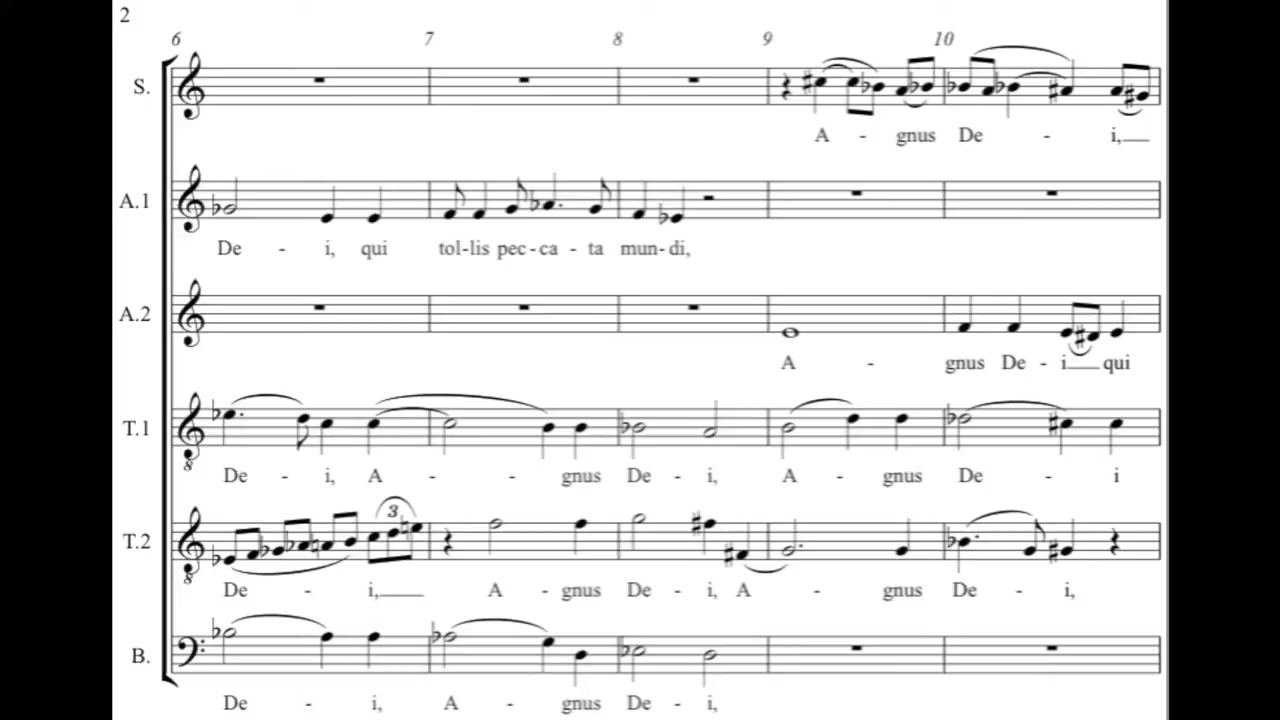 2
6 7 8 9 10
S.
A - gnus De - i,
A.1
De - i, qui tol-lis pec-ca-ta mun-di,
A.2
A - gnus De - i qui
T.1
De - i, A - - gnus De - i, A - gnus De - i
3
T.2
8
De - i, A - gnus De - i, A - gnus De - i,
B.
De - i, A - gnus De - i,